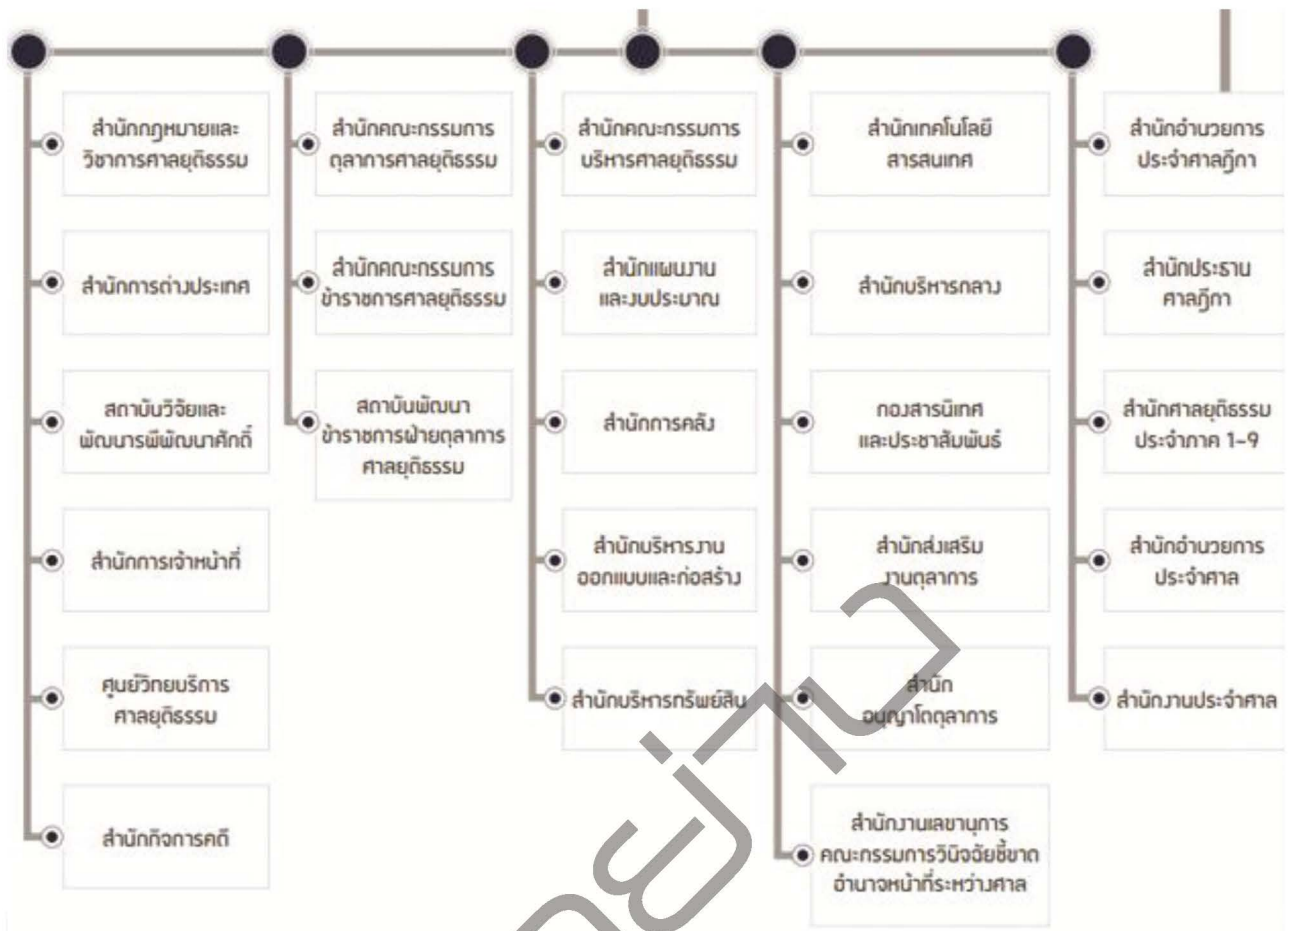 สำนักกฎหมายและ
วิชาการศาลยุติธรรม
สำนักการต่างประเทศ
สถาบันวิจัยและ
พัฒนารพีพัฒนศักดิ์
สำนักการเจ้าหน้าที่
ศูนย์วิทยบริการ
ศาลยุติธรรม
สำนักกิจการคดี
สำนักคณะกรรมการ
ตุลาการศาลยุติธรรม
สำนักคณะกรรมการ
ข้าราชการศาลยุติธรรม
สถาบันพัฒนา
ข้าราชการฝ่ายตุลาการ
ศาลยุติธรรม
สำนักคณะกรรมการ
บริหารศาลยุติธรรม
สำนักแผนงาน
และงบประมาณ
สำนักการคลัง
สำนักบริหารงาน
ออกแบบและก่อสร้าง
สำนักบริหารทรัพย์สิน
สำนักเทคโนโลยี
สารสนเทศ
สำนักบริหารกลาง
กองสารนิเทศ
และประชาสัมพันธ์
สำนักส่งเสริม
งานตุลาการ
สำนัก
อนุญาโตตุลาการ
สำนักงานเลขานุการ
คณะกรรมการวินิจฉัยชี้ขาด
อำนาจหน้าที่ระหว่างศาล
สำนักอำนวยการ
ประจำศาลฎีกา
สำนักประธาน
ศาลฎีกา
สำนักศาลยุติธรรม
ประจำภาค 1-9
สำนักอำนวยการ
ประจำศาล
สำนักงานประจำศาล